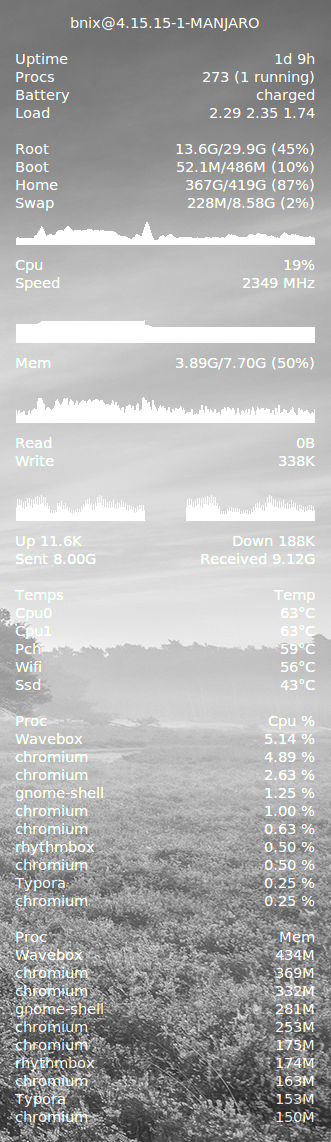 bnix@4.15.15-1-MANJARO
Uptime 1d 9h
Procs 273 (1 running)
Battery charged
Load 2.29 2.35 1.74
Root 13.6G/29.9G (45%)
Boot 52.1M/486M (10%)
Home 367G/419G (87%)
Swap 228M/8.58G (2%)
Cpu 19%
Speed 2349 MHz
Mem 3.89G/7.70G (50%)
Read 0B
Write 338K
Up 11.6K Down 188K
Sent 8.00G Received 9.12G
Temps Temp
Cpu0 63°C
Cpu1 63°C
Pch 59°C
Wifi 56°C
Ssd 43°C
Proc Cpu %
Wavebox 5.14 %
chromium 4.89 %
chromium 2.63 %
gnome-shell 1.25 %
chromium 1.00 %
chromium 0.63 %
rhythmbox 0.50 %
chromium 0.50 %
Typora 0.25 %
chromium 0.25 %
Proc Mem
Wavebox 434M
chromium 369M
chromium 332M
gnome-shell 281M
chromium 253M
chromium 175M
rhythmbox 174M
chromium 163M
Typora 153M
chromium 150M